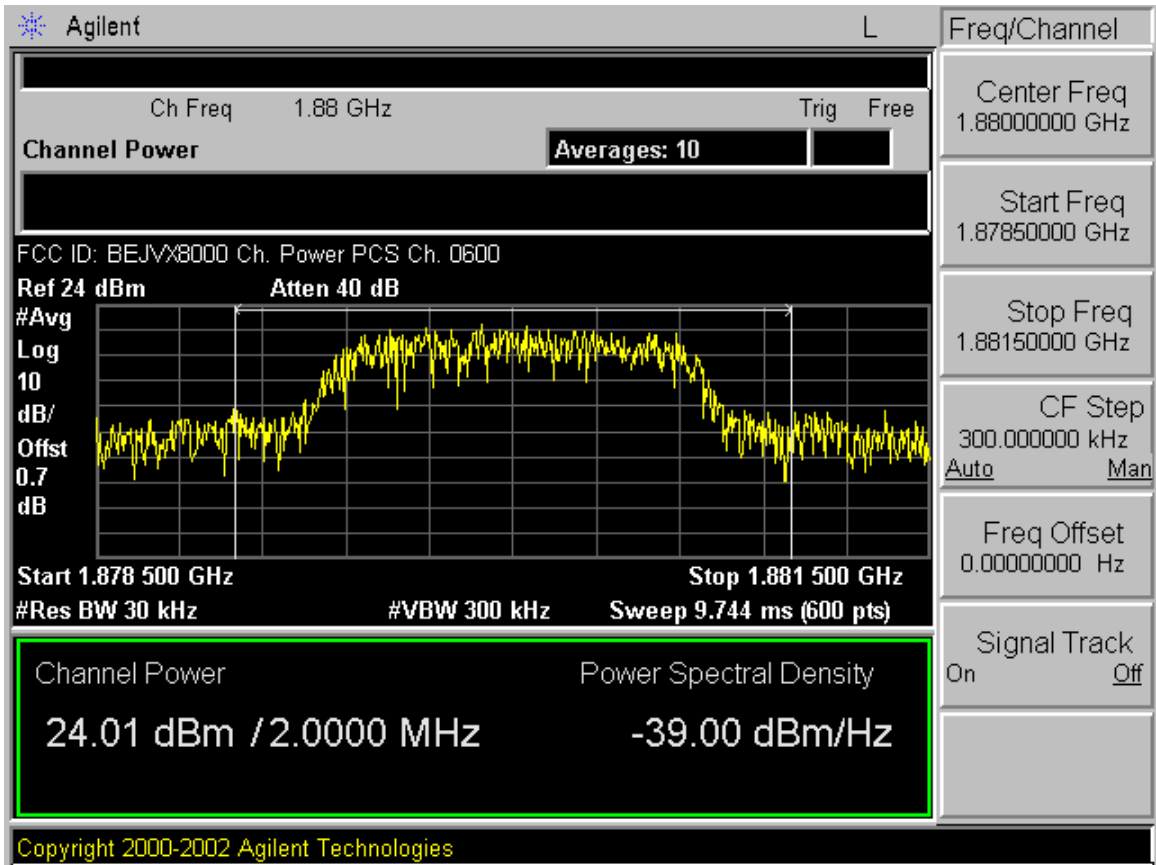 Agilent L
Freq/Channel
Ch Freq 1.88 GHz Trig Free
Channel Power Averages: 10
FCC ID: BEJVX8000 Ch. Power PCS Ch. 0600
Ref 24 dBm Atten 40 dB
#Avg
Log
10
dB/
Offst
0.7
dB
Start 1.878 500 GHz Stop 1.881 500 GHz
#Res BW 30 kHz #VBW 300 kHz Sweep 9.744 ms (600 pts)
Channel Power Power Spectral Density
24.01 dBm / 2.0000 MHz -39.00 dBm/Hz
Copyright 2000-2002 Agilent Technologies
Center Freq
1.88000000 GHz
Start Freq
1.87850000 GHz
Stop Freq
1.88150000 GHz
CF Step
300.000000 kHz
Auto Man
Freq Offset
0.00000000 Hz
Signal Track
On Off